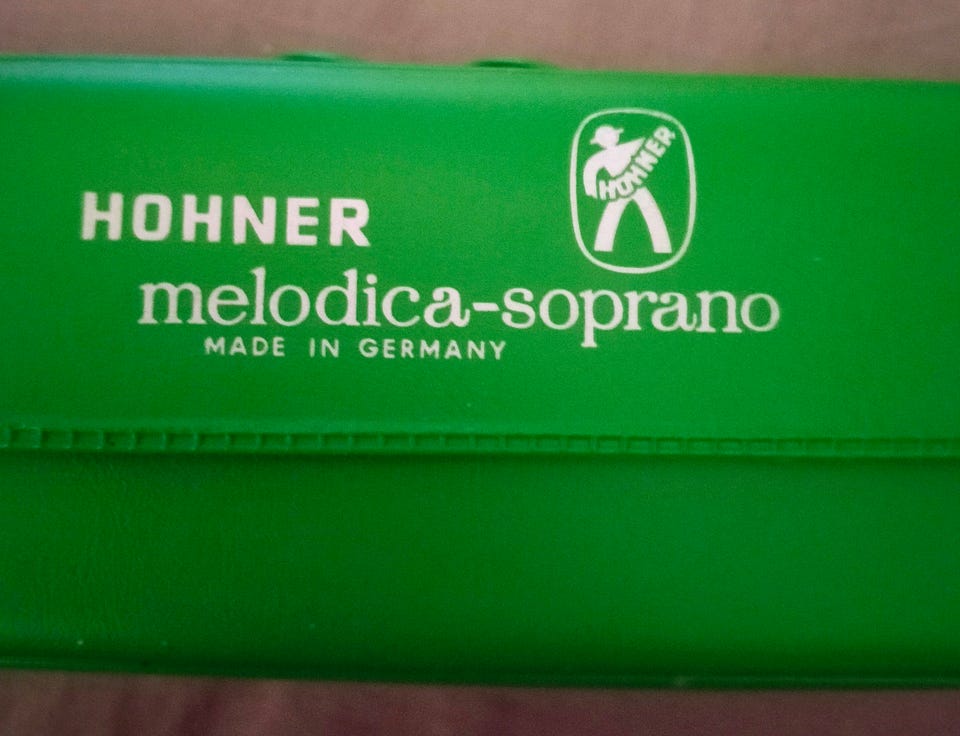 HOHNER
HOHNER
melodica-soprano
MADE IN GERMANY